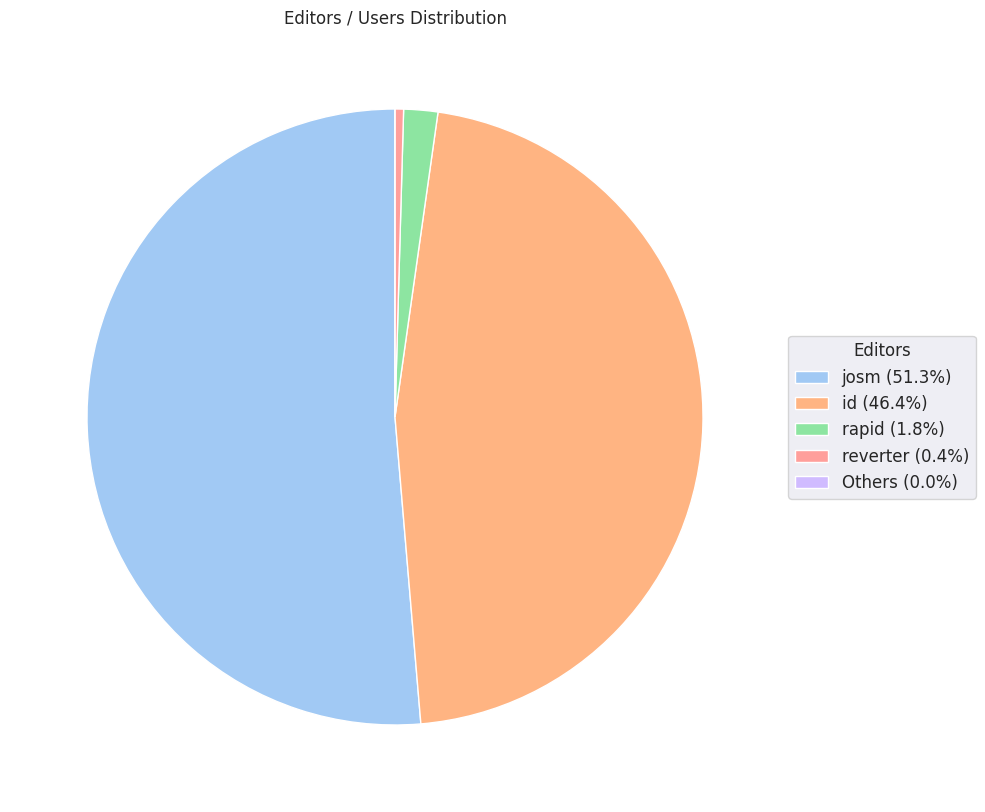 Editors / Users Distribution
Editors
josm (51.3%)
id (46.4%)
rapid (1.8%)
reverter (0.4%)
Others (0.0%)